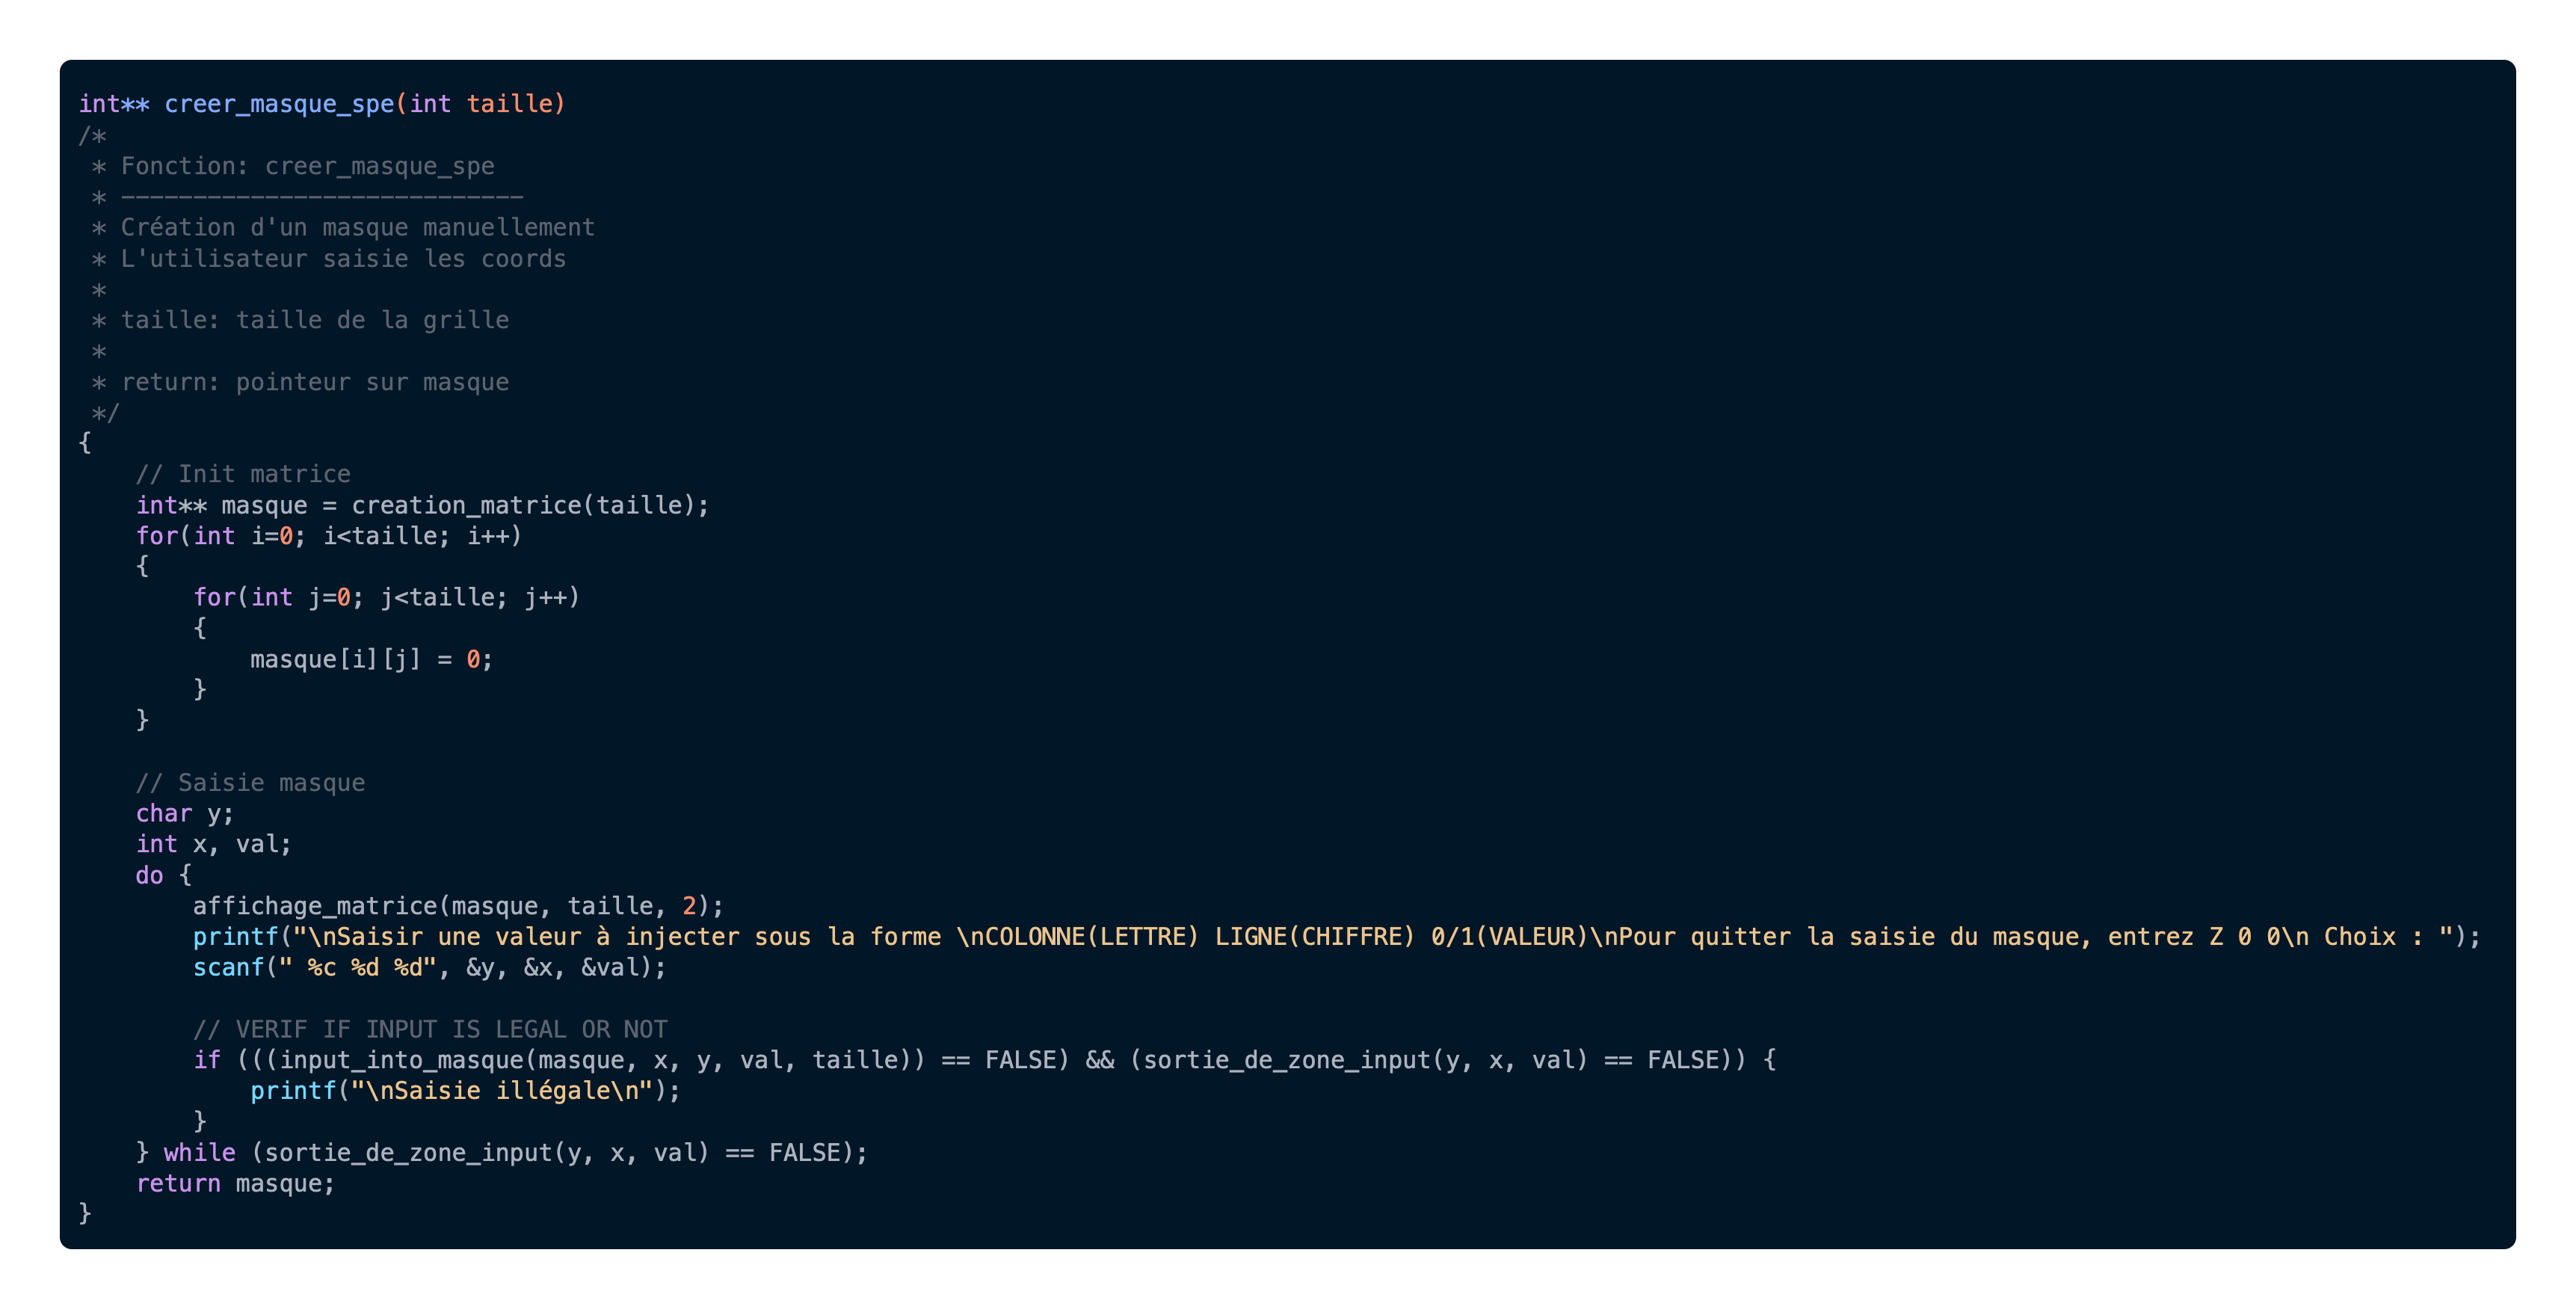 int** creer_masque_spe(int taille)
/*
 * Fonction: creer_masque_spe
 * ----------------------------
 * Création d'un masque manuellement
 * L'utilisateur saisie les coords
 *
 * taille: taille de la grille
 *
 * return: pointeur sur masque
 */
{
    // Init matrice
    int** masque = creation_matrice(taille);
    for(int i=0; i<taille; i++)
    {
        for(int j=0; j<taille; j++)
        {
            masque[i][j] = 0;
        }
    }

    // Saisie masque
    char y;
    int x, val;
    do {
        affichage_matrice(masque, taille, 2);
        printf("\nSaisir une valeur à injecter sous la forme \nCOLONNE(LETTRE) LIGNE(CHIFFRE) 0/1(VALEUR)\nPour quitter la saisie du masque, entrez Z 0 0\n Choix : ");
        scanf(" %c %d %d", &y, &x, &val);

        // VERIF IF INPUT IS LEGAL OR NOT
        if (((input_into_masque(masque, x, y, val, taille)) == FALSE) && (sortie_de_zone_input(y, x, val) == FALSE)) {
            printf("\nSaisie illégale\n");
        }
    } while (sortie_de_zone_input(y, x, val) == FALSE);
    return masque;
}